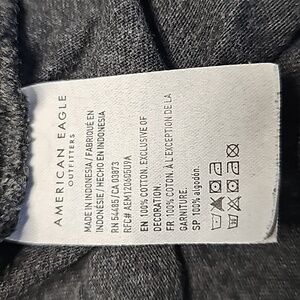 AMERICAN EAGLE
OUTFITTERS
MADE IN INDONESIA / FABRIQUÉ EN
INDONÉSIE / HECHO EN INDONESIA
RN 54485 / CA 03873
RFC# AEM120605U9A
EN 100% COTTON. EXCLUSIVE OF
DECORATION.
FR 100% COTON. A L'EXCEPTION DE LA
GARNITURE.
SP 100% algodón.